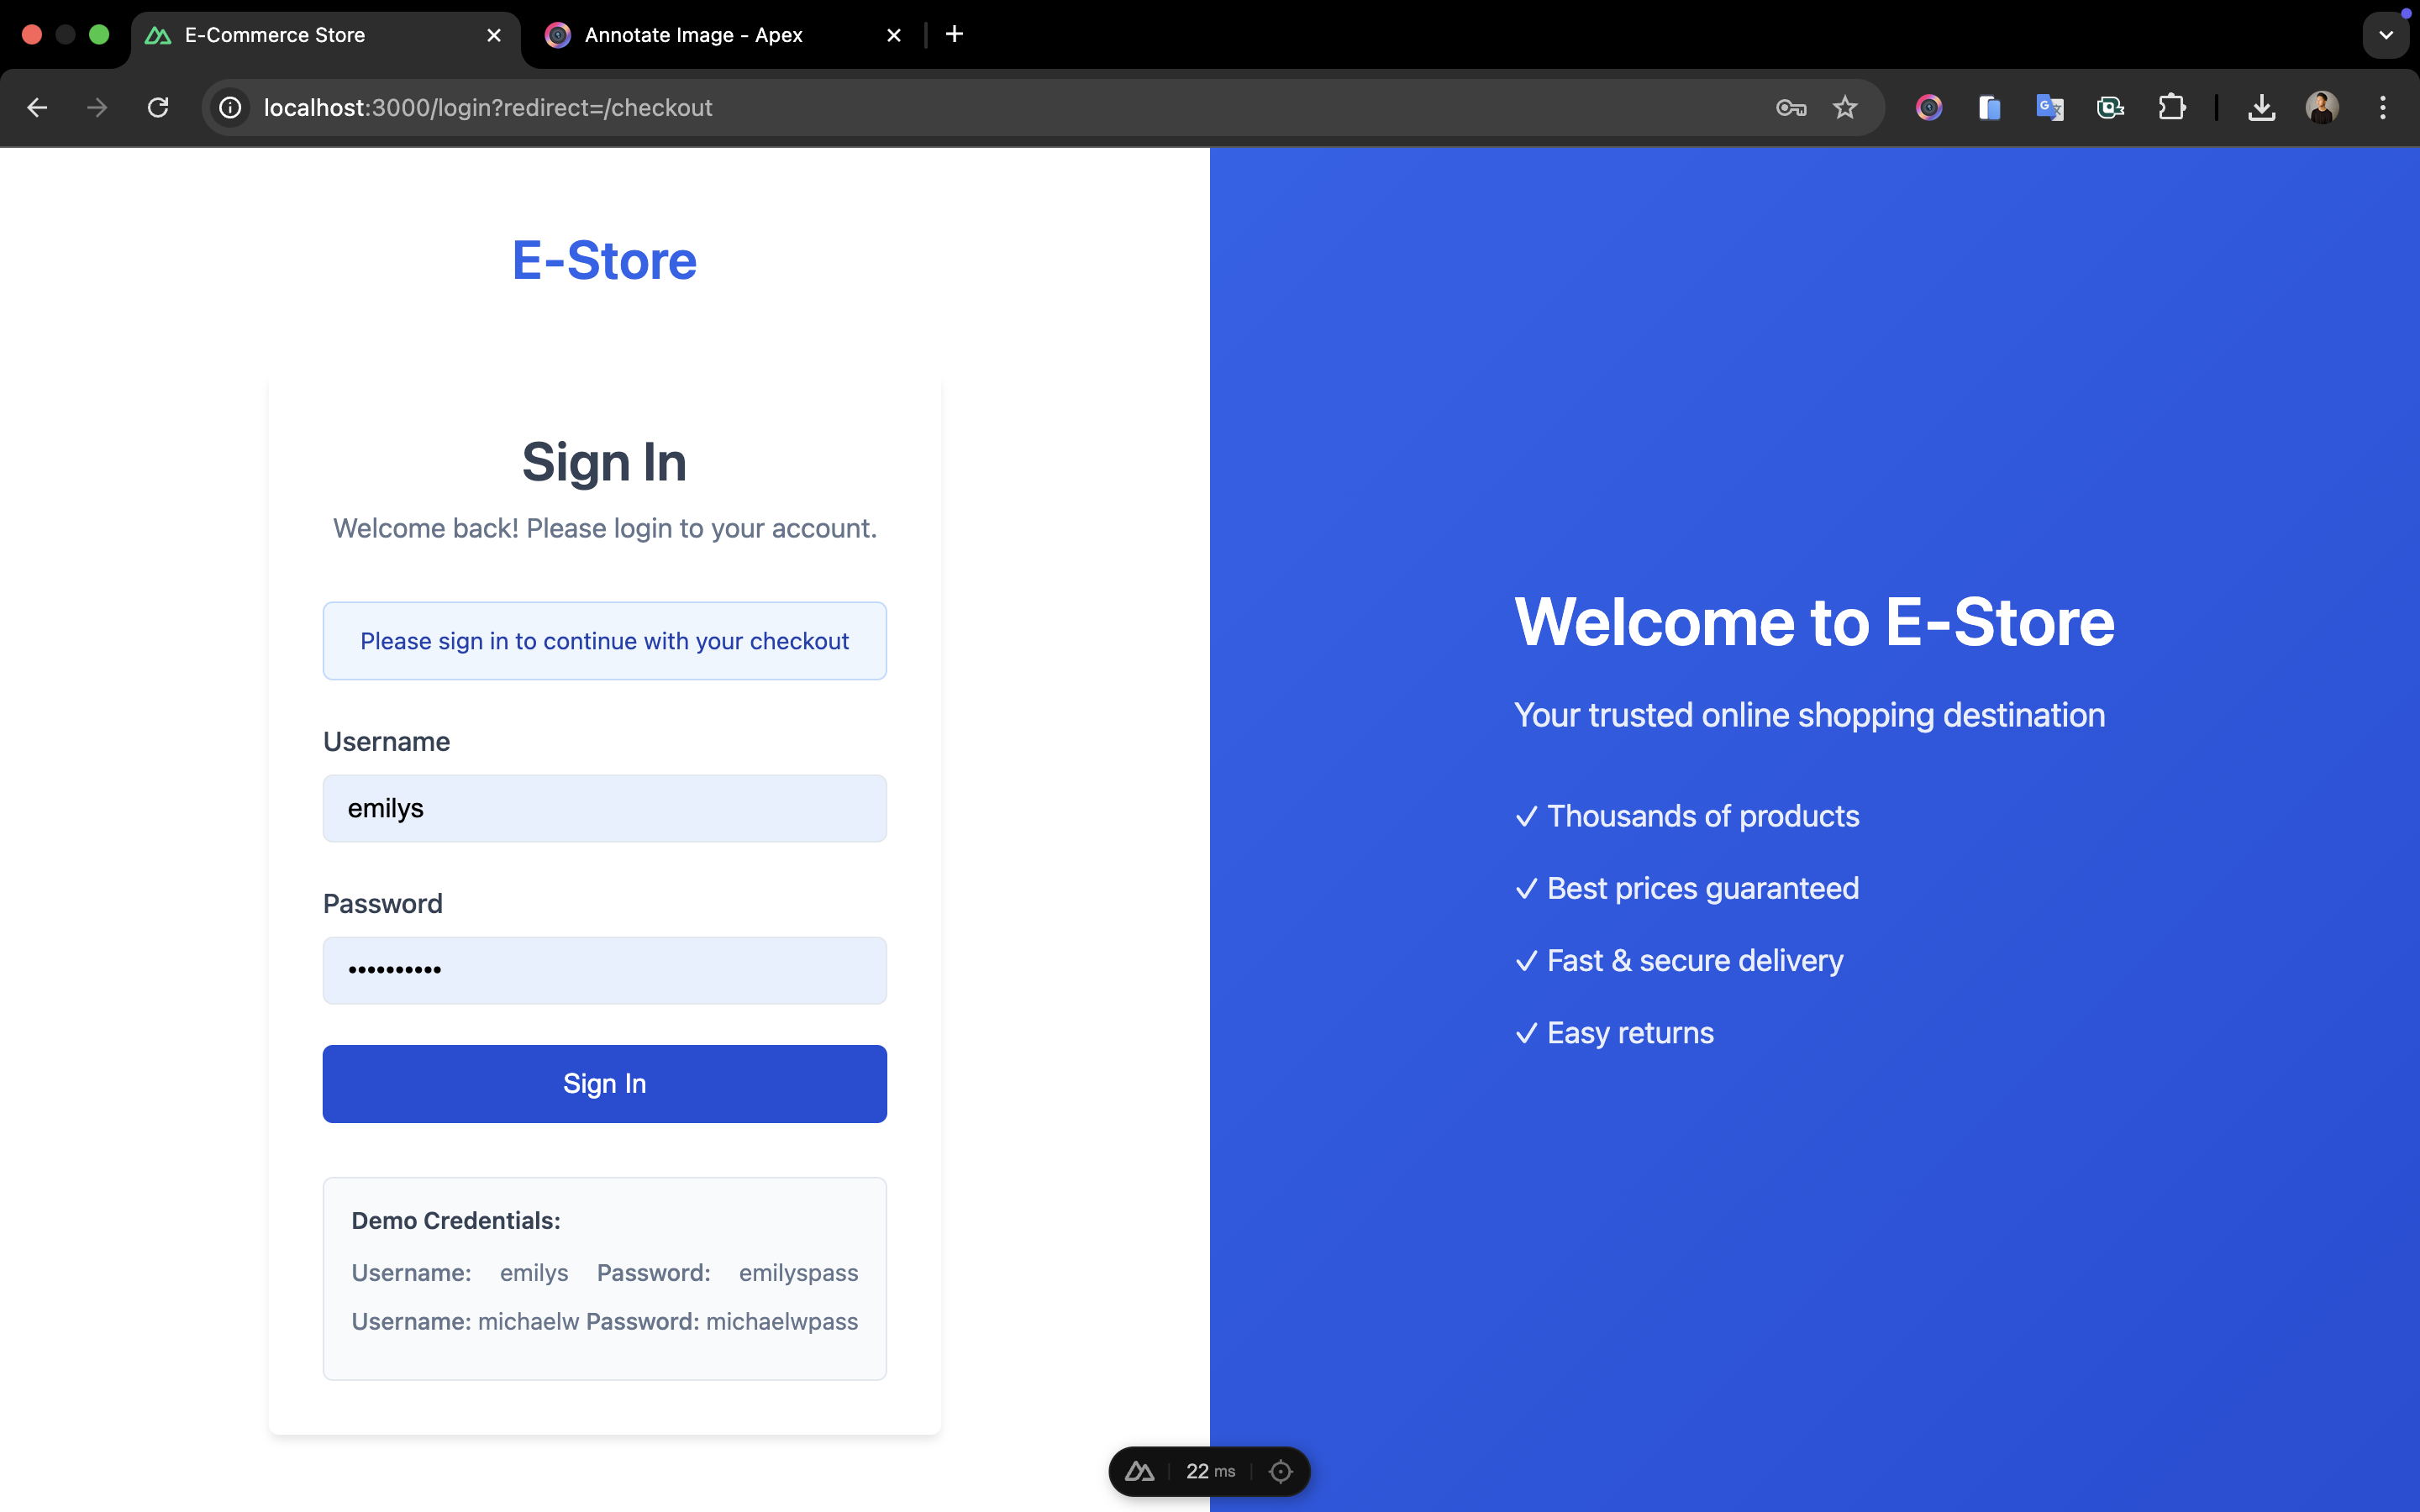 E-Commerce Store
Annotate Image - Apex
localhost:3000/login?redirect=/checkout
E-Store
Sign In
Welcome back! Please login to your account.
Please sign in to continue with your checkout
Username
emilys
Password
••••••••••
Sign In
Demo Credentials:
Username: emilys Password: emilyspass
Username: michaelw Password: michaelwpass
Welcome to E-Store
Your trusted online shopping destination
✓ Thousands of products
✓ Best prices guaranteed
✓ Fast & secure delivery
✓ Easy returns
22 ms